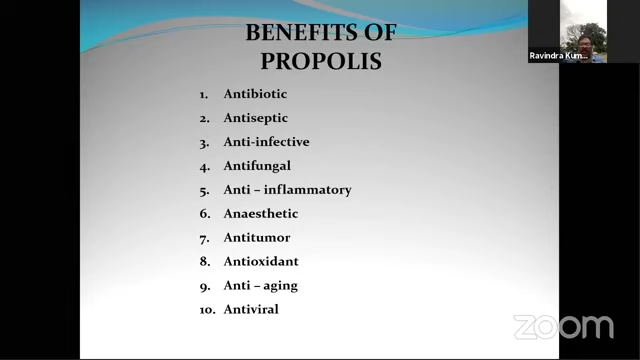 BENEFITS OF
PROPOLIS
1. Antibiotic
2. Antiseptic
3. Anti-infective
4. Antifungal
5. Anti – inflammatory
6. Anaesthetic
7. Antitumor
8. Antioxidant
9. Anti – aging
10. Antiviral
Ravindra Kum...
zoom